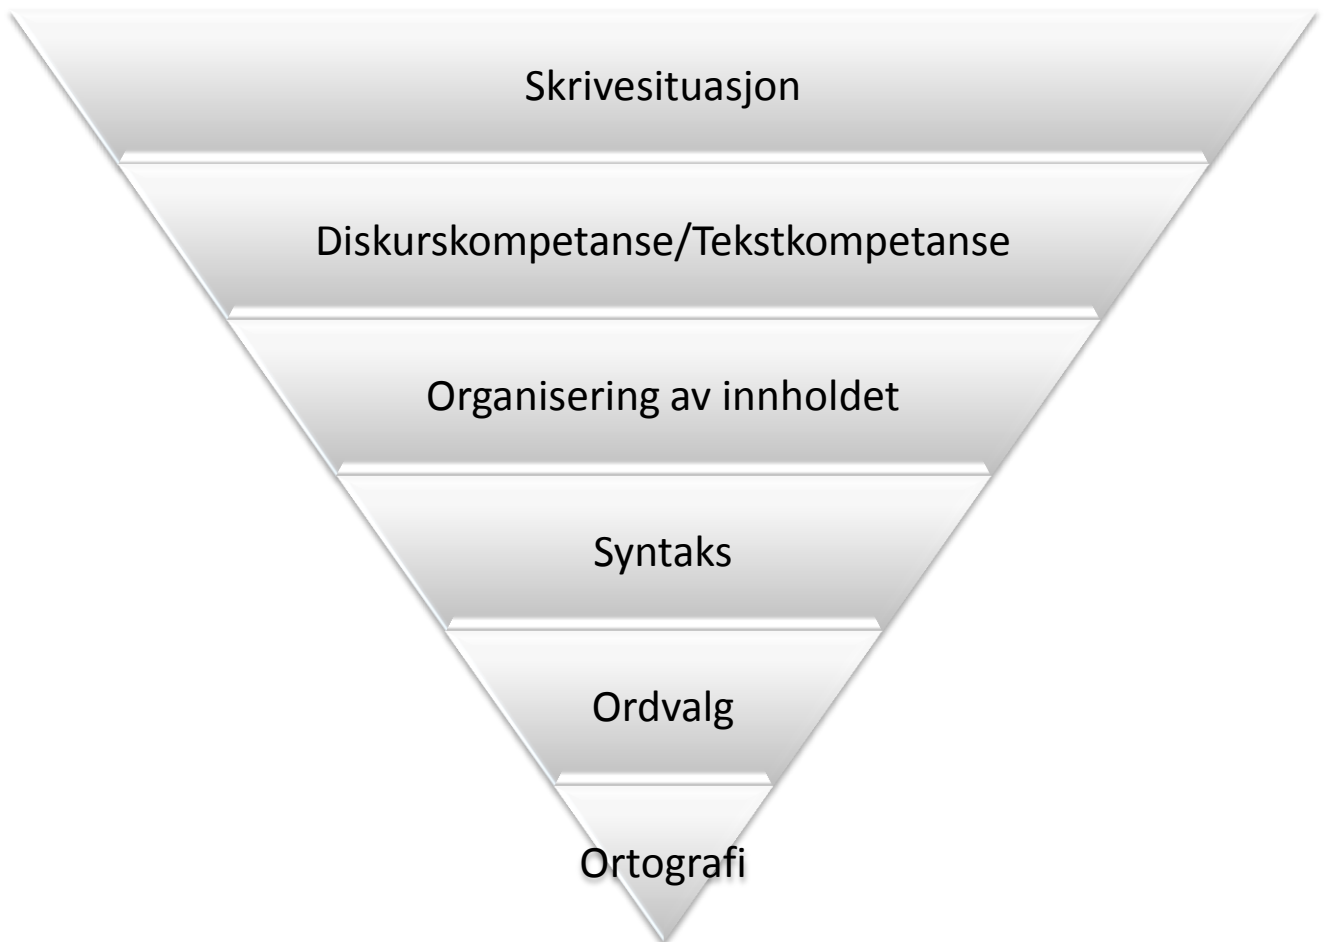 Skrivesituasjon
Diskurskompetanse/Tekstkompetanse
Organisering av innholdet
Syntaks
Ordvalg
Ortografi